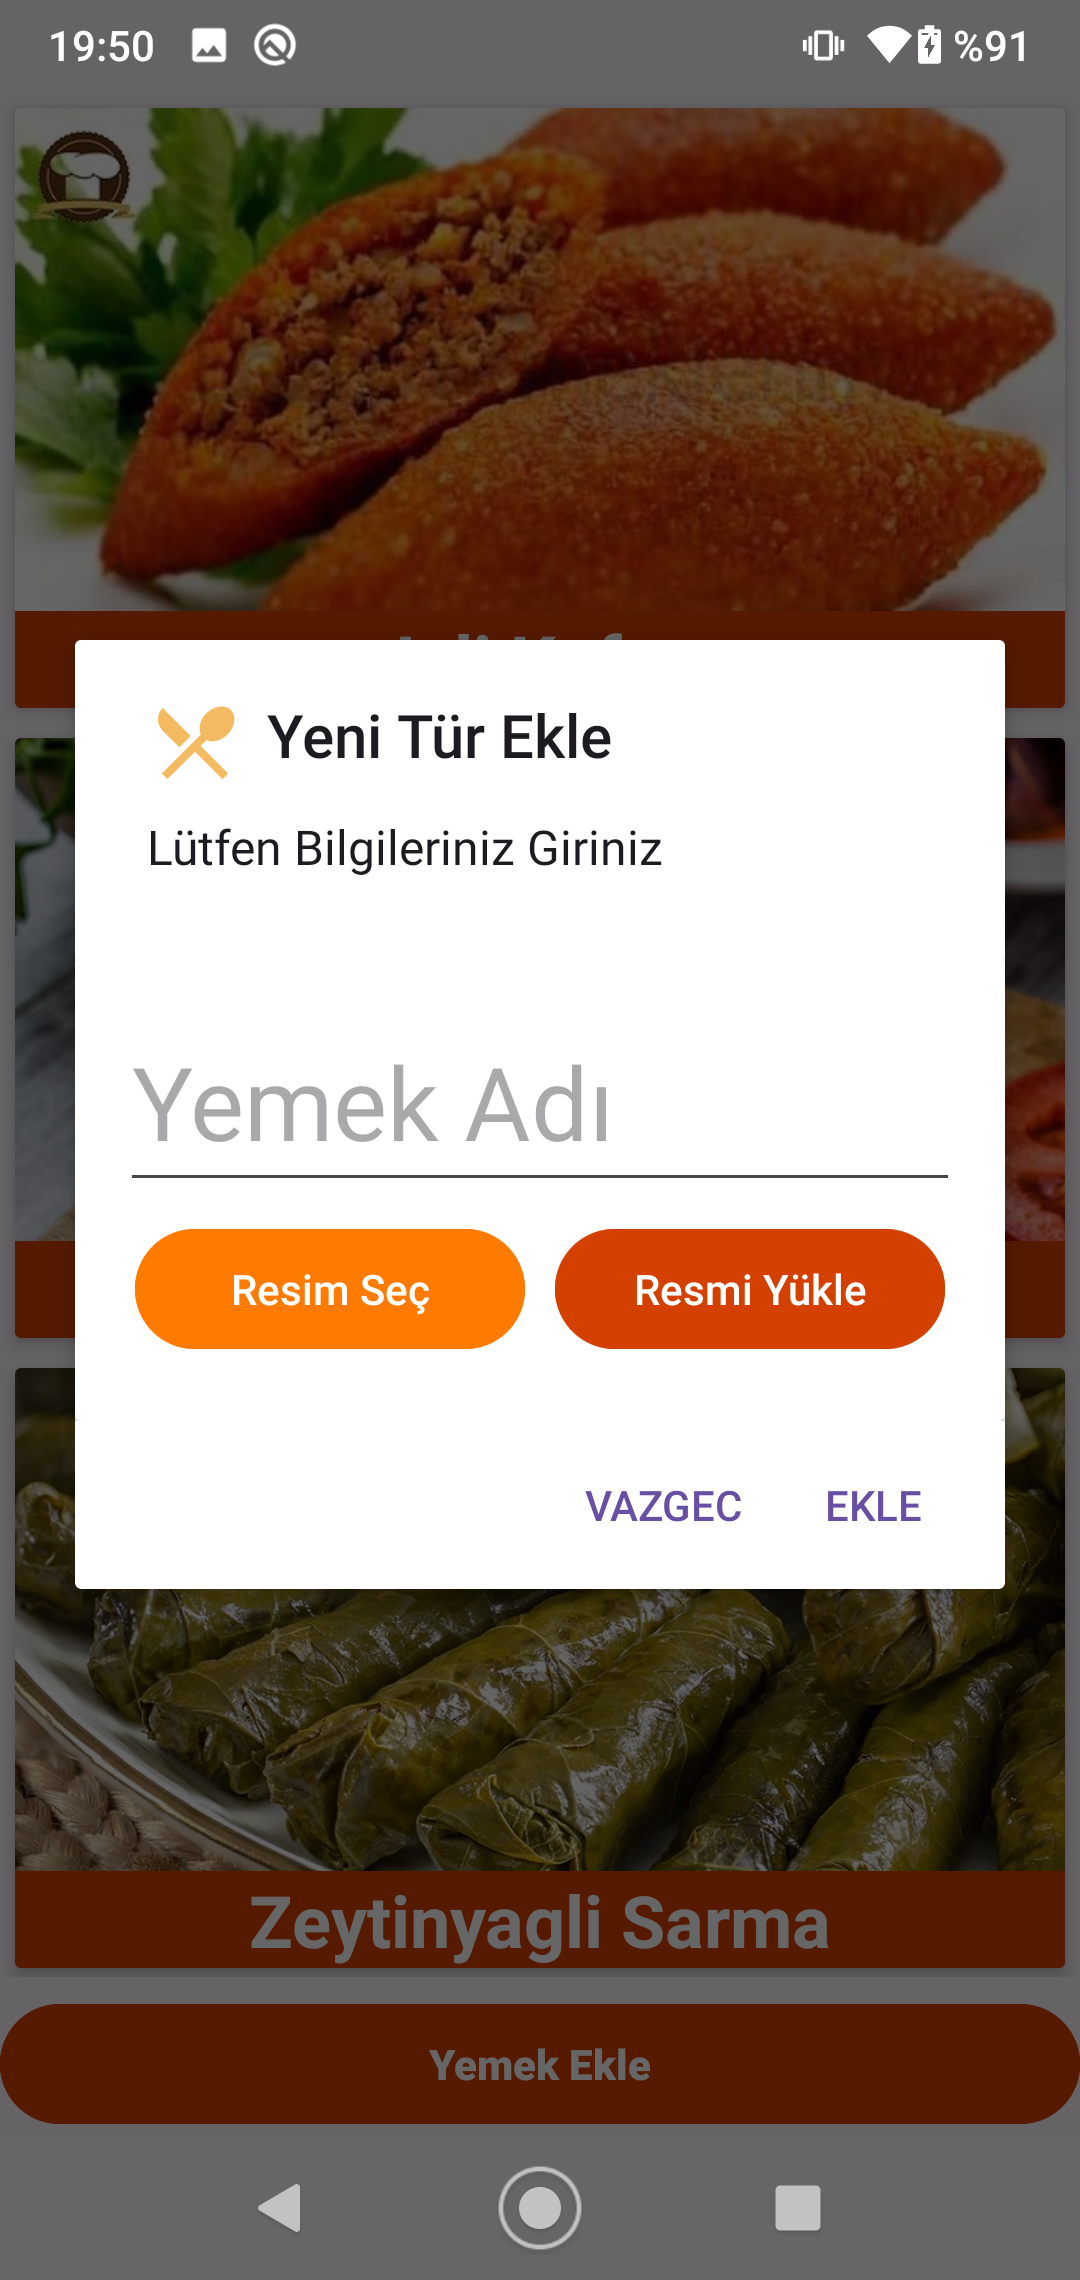 19:50
%91
Yeni Tür Ekle
Lütfen Bilgileriniz Giriniz
Yemek Adı
Resim Seç
Resmi Yükle
VAZGEC
EKLE
Zeytinyagli Sarma
Yemek Ekle